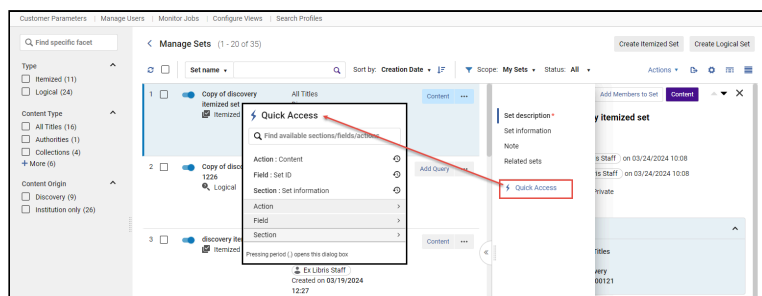 Customer Parameters | Manage Users | Monitor Jobs | Configure Views | Search Profiles
Find specific facet
Type
Itemized (11)
Logical (24)
Content Type
All Titles (16)
Authorities (1)
Collections (4)
+ More (6)
Content Origin
Discovery (9)
Institution only (26)
Manage Sets (1 - 20 of 35)
Create Itemized Set
Create Logical Set
Set name
Sort by: Creation Date
Scope: My Sets
Status: All
Actions
1
Copy of discovery
itemized set
Itemized
All Titles
Content
2
Copy of disco
1226
Logical
Add Query
3
discovery ite
Itemized
Ex Libris Staff
Created on 03/19/2024
12:27
Content
Quick Access
Find available sections/fields/actions
Action : Content
Field : Set ID
Section : Set information
Action
Field
Section
Pressing period (.) opens this dialog box
Set description*
Set information
Note
Related sets
Quick Access
Add Members to Set
Content
y itemized set
is Staff on 03/24/2024 10:08
is Staff on 03/24/2024 10:08
Private
Titles
very
00121